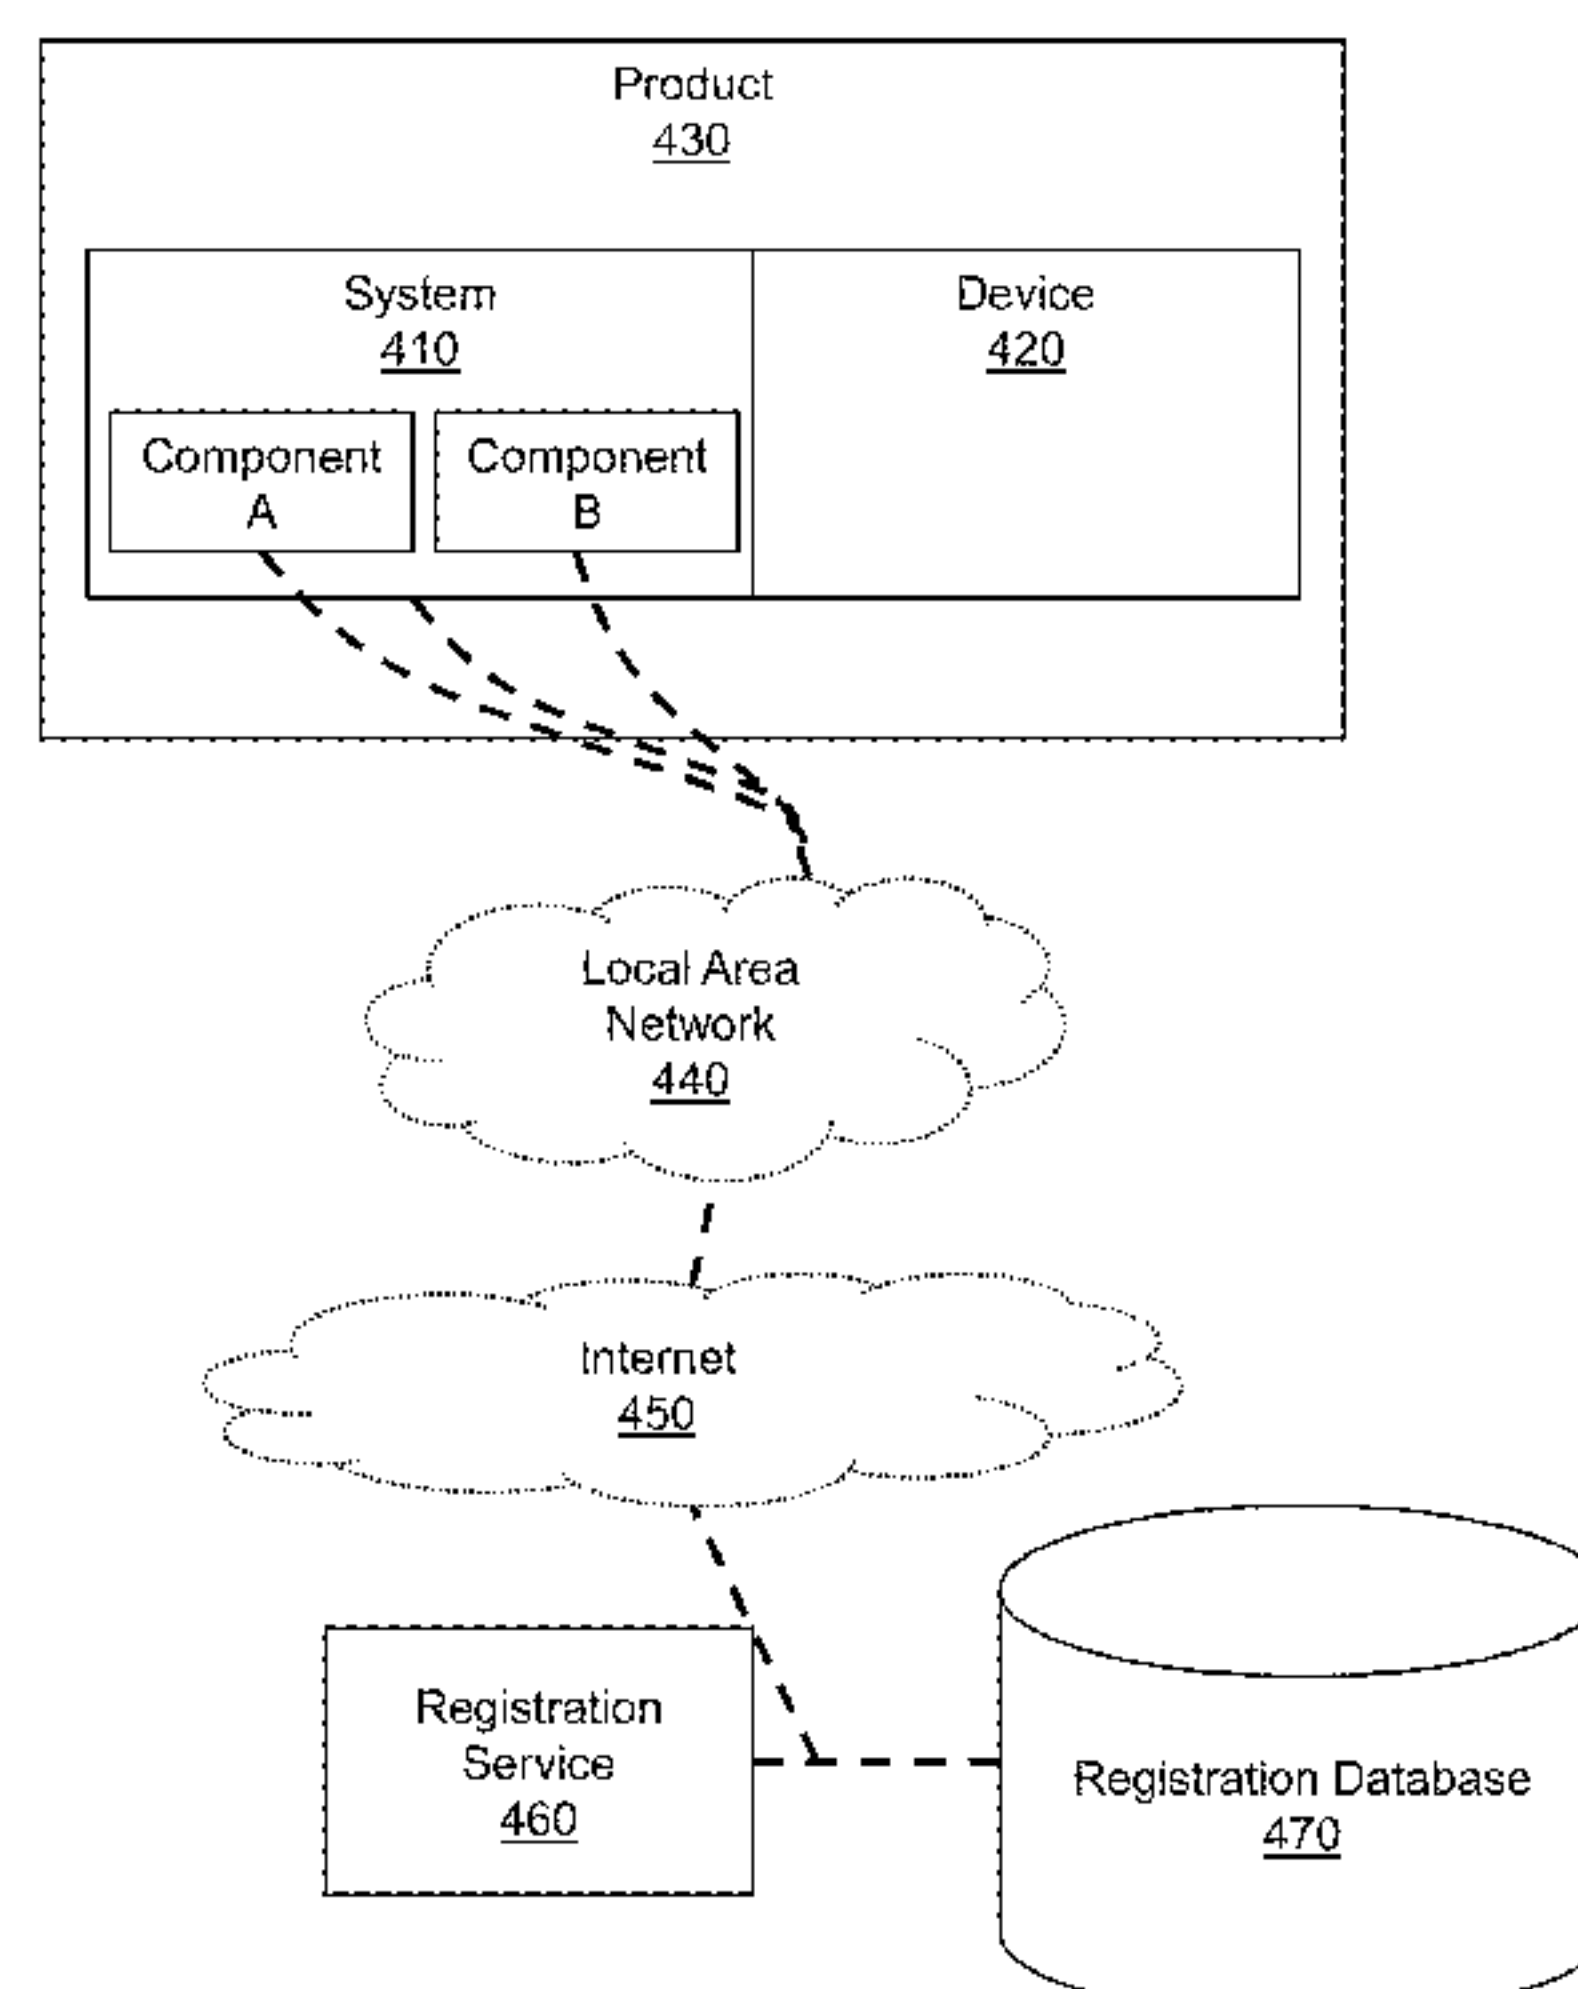 Product
430
System
410
Device
420
Component
A
Component
B
Local Area
Network
440
Internet
450
Registration
Service
460
Registration Database
470